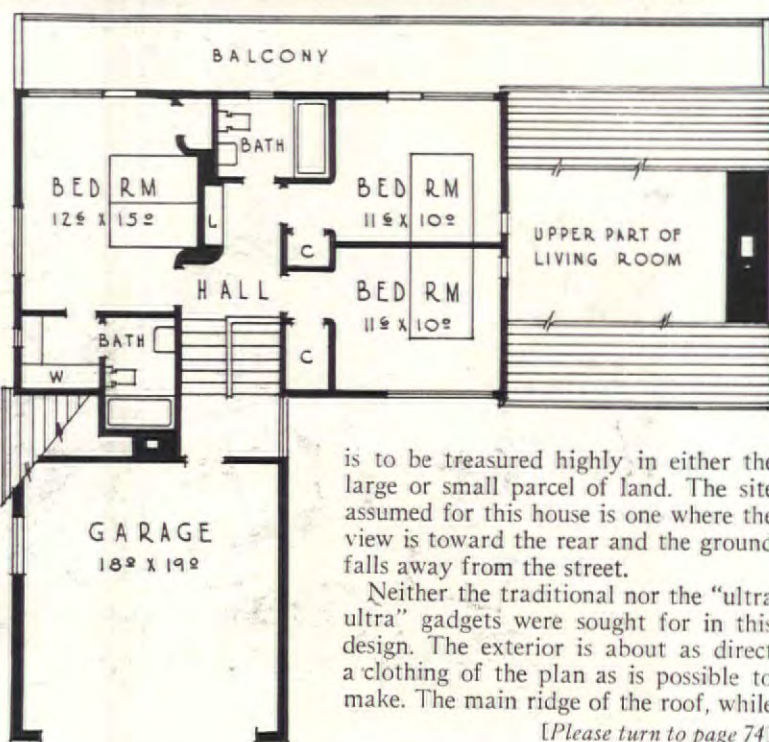 BALCONY
BATH
BED RM
12⁶ X 15⁰
BED RM
11⁶ X 10⁰
L
C
UPPER PART OF
LIVING ROOM
HALL
BED RM
11⁶ X 10⁰
BATH
C
W
GARAGE
18⁰ X 19⁰
is to be treasured highly in either the
large or small parcel of land. The site
assumed for this house is one where the
view is toward the rear and the ground
falls away from the street.
Neither the traditional nor the “ultra
ultra” gadgets were sought for in this
design. The exterior is about as direct
a clothing of the plan as is possible to
make. The main ridge of the roof, while
[Please turn to page 74]